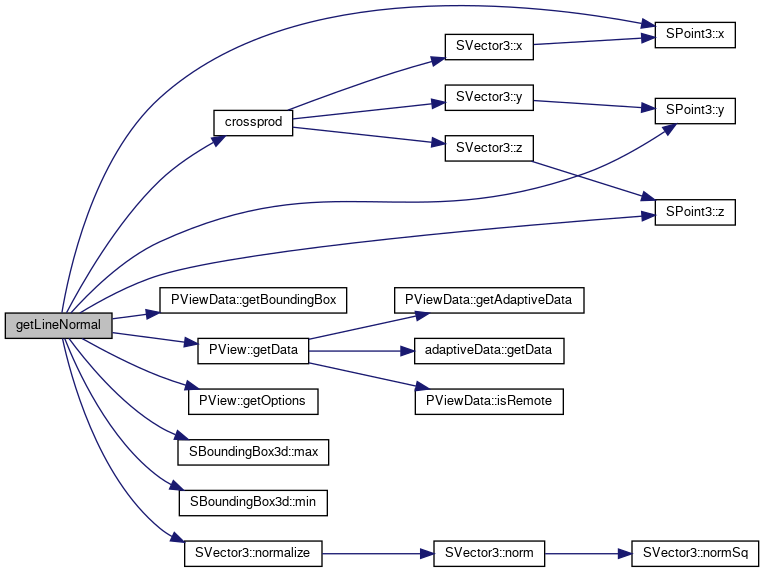 getLineNormal
crossprod
SVector3::x
SPoint3::x
SVector3::y
SPoint3::y
SVector3::z
SPoint3::z
PViewData::getBoundingBox
PView::getData
PViewData::getAdaptiveData
adaptiveData::getData
PViewData::isRemote
PView::getOptions
SBoundingBox3d::max
SBoundingBox3d::min
SVector3::normalize
SVector3::norm
SVector3::normSq